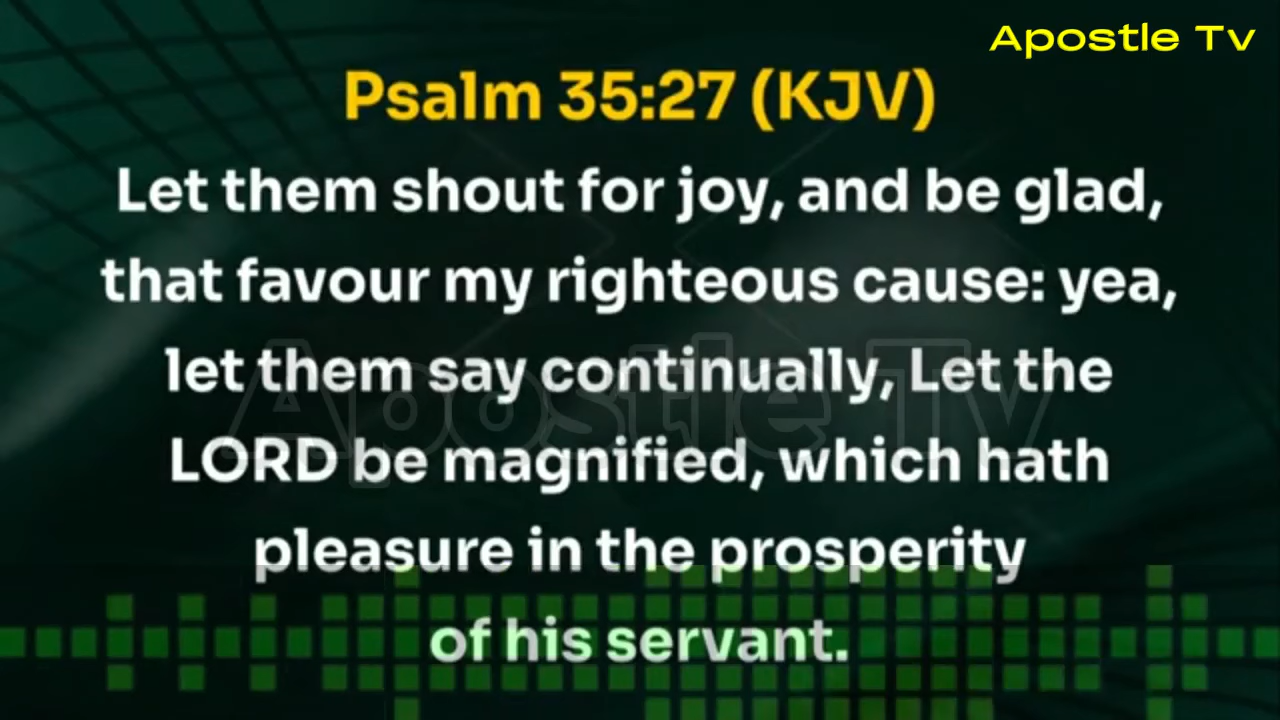 Apostle Tv
Psalm 35:27 (KJV)
Let them shout for joy, and be glad,
that favour my righteous cause: yea,
let them say continually, Let the
Apostle Tv
LORD be magnified, which hath
pleasure in the prosperity
of his servant.